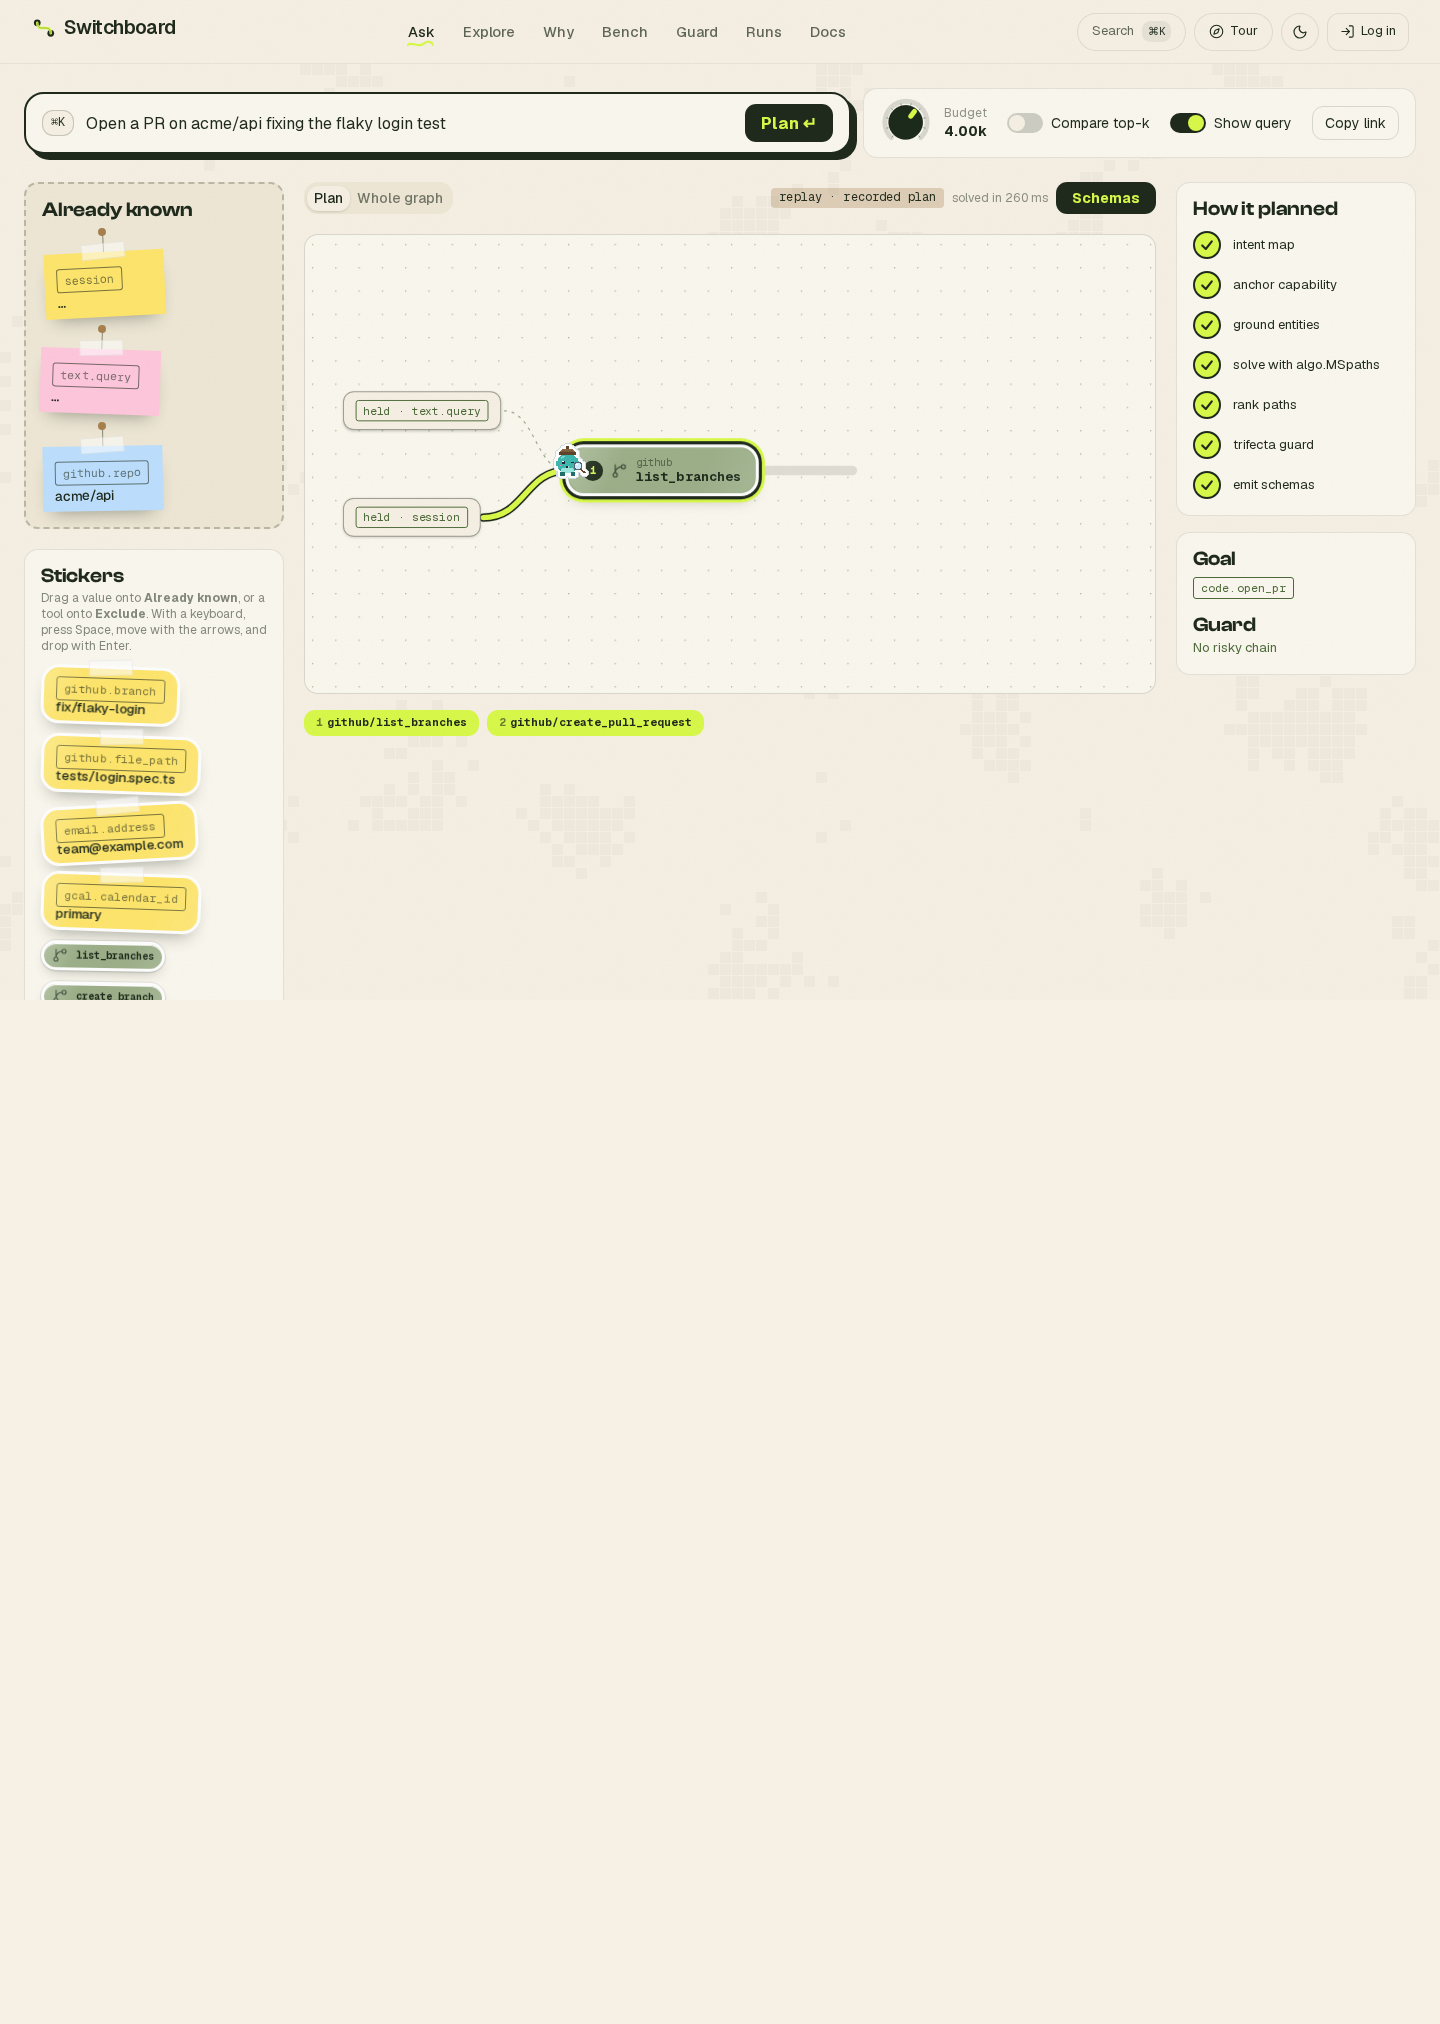 Switchboard
Ask Explore Why Bench Guard Runs Docs
Search ⌘K Tour Log in
⌘K Open a PR on acme/api fixing the flaky login test Plan ↵
Budget
4.00k
Compare top-k Show query Copy link
Already known
session
…
text.query
…
github.repo
acme/api
Stickers
Drag a value onto Already known, or a
tool onto Exclude. With a keyboard,
press Space, move with the arrows, and
drop with Enter.
github.branch
fix/flaky-login
github.file_path
tests/login.spec.ts
email.address
team@example.com
gcal.calendar_id
primary
list_branches
create_branch
Plan Whole graph
replay · recorded plan solved in 260 ms Schemas
held · text.query
held · session
1 github
list_branches
1 github/list_branches 2 github/create_pull_request
How it planned
intent map
anchor capability
ground entities
solve with algo.MSpaths
rank paths
trifecta guard
emit schemas
Goal
code.open_pr
Guard
No risky chain